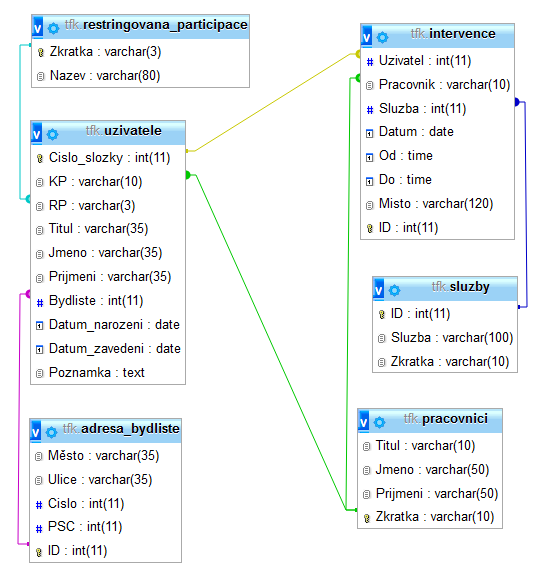 v tfk.restringovana_participace
Zkratka : varchar(3)
Nazev : varchar(80)
v tfk.uzivatele
Cislo_slozky : int(11)
KP : varchar(10)
RP : varchar(3)
Titul : varchar(35)
Jmeno : varchar(35)
Prijmeni : varchar(35)
# Bydliste : int(11)
Datum_narozeni : date
Datum_zavedeni : date
Poznamka : text
v tfk.adresa_bydliste
Město : varchar(35)
Ulice : varchar(35)
# Cislo : int(11)
# PSC : int(11)
ID : int(11)
v tfk.intervence
# Uzivatel : int(11)
Pracovnik : varchar(10)
# Sluzba : int(11)
Datum : date
Od : time
Do : time
Misto : varchar(120)
ID : int(11)
v tfk.sluzby
ID : int(11)
Sluzba : varchar(100)
Zkratka : varchar(10)
v tfk.pracovnici
Titul : varchar(10)
Jmeno : varchar(50)
Prijmeni : varchar(50)
Zkratka : varchar(10)